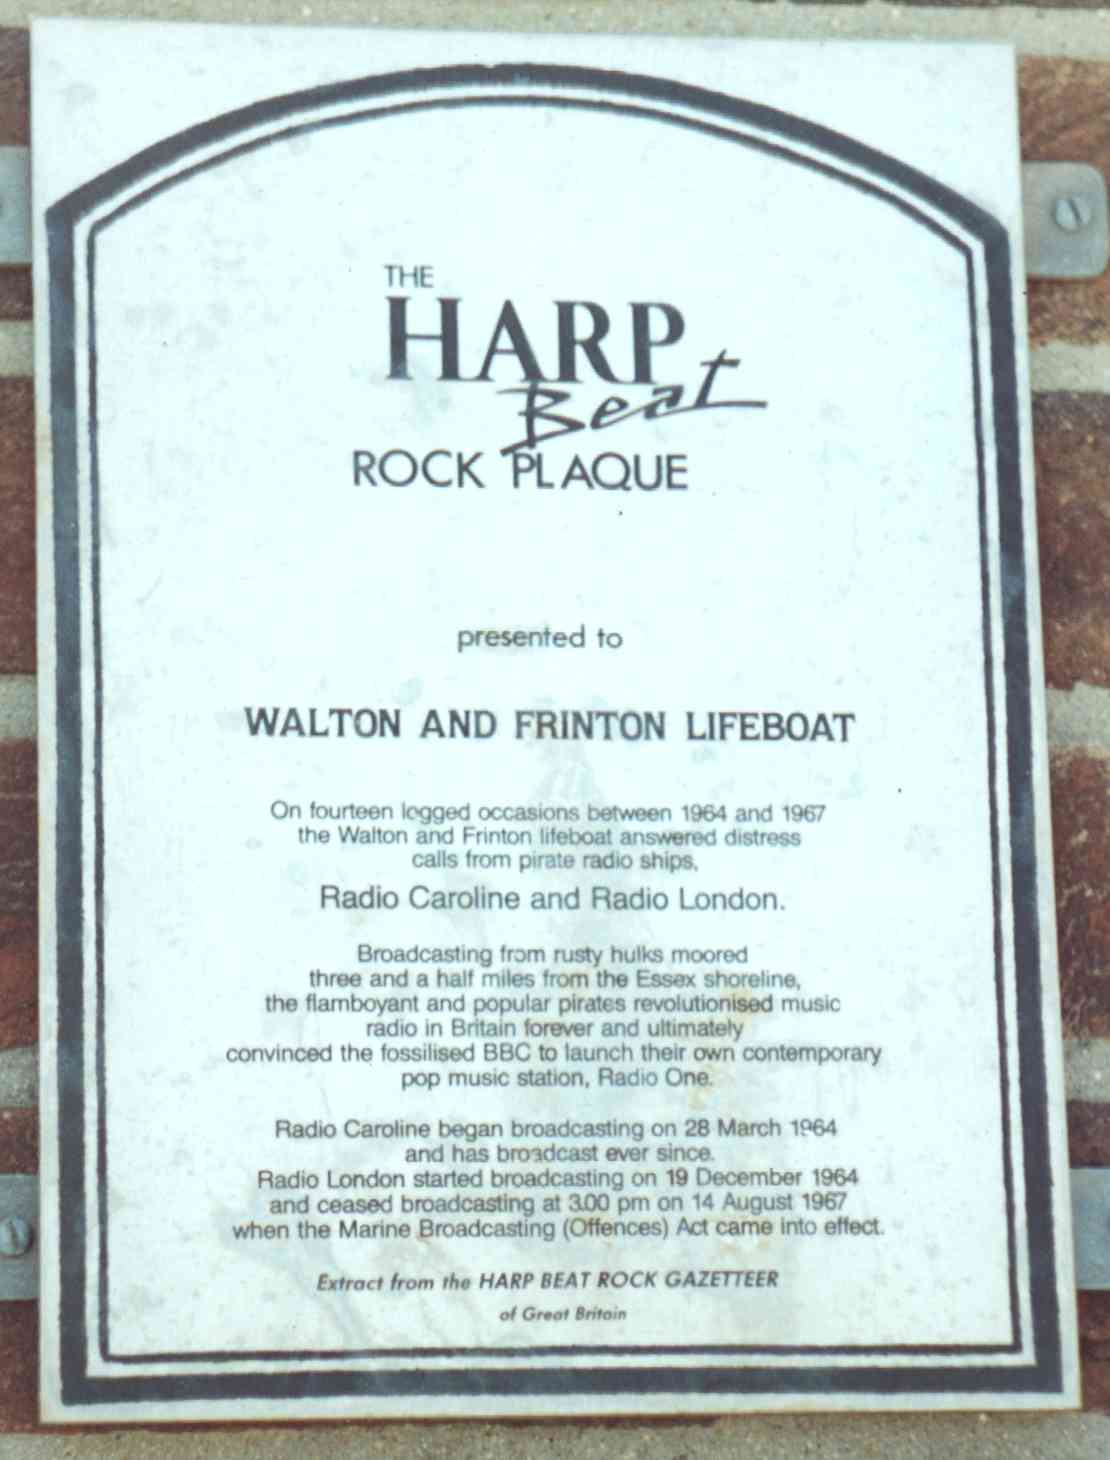 THE
HARP
Beat
ROCK PLAQUE
presented to
WALTON AND FRINTON LIFEBOAT
On fourteen logged occasions between 1964 and 1967
the Walton and Frinton lifeboat answered distress
calls from pirate radio ships,
Radio Caroline and Radio London.
Broadcasting from rusty hulks moored
three and a half miles from the Essex shoreline,
the flamboyant and popular pirates revolutionised music
radio in Britain forever and ultimately
convinced the fossilised BBC to launch their own contemporary
pop music station, Radio One.
Radio Caroline began broadcasting on 28 March 1964
and has broadcast ever since.
Radio London started broadcasting on 19 December 1964
and ceased broadcasting at 3.00 pm on 14 August 1967
when the Marine Broadcasting (Offences) Act came into effect.
Extract from the HARP BEAT ROCK GAZETTEER
of Great Britain